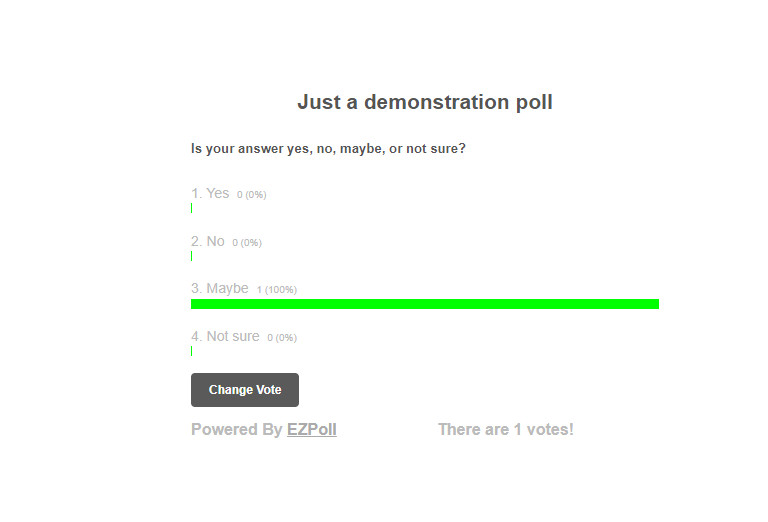 Just a demonstration poll
Is your answer yes, no, maybe, or not sure?
1. Yes 0 (0%)
2. No 0 (0%)
3. Maybe 1 (100%)
4. Not sure 0 (0%)
Change Vote
Powered By EZPoll There are 1 votes!